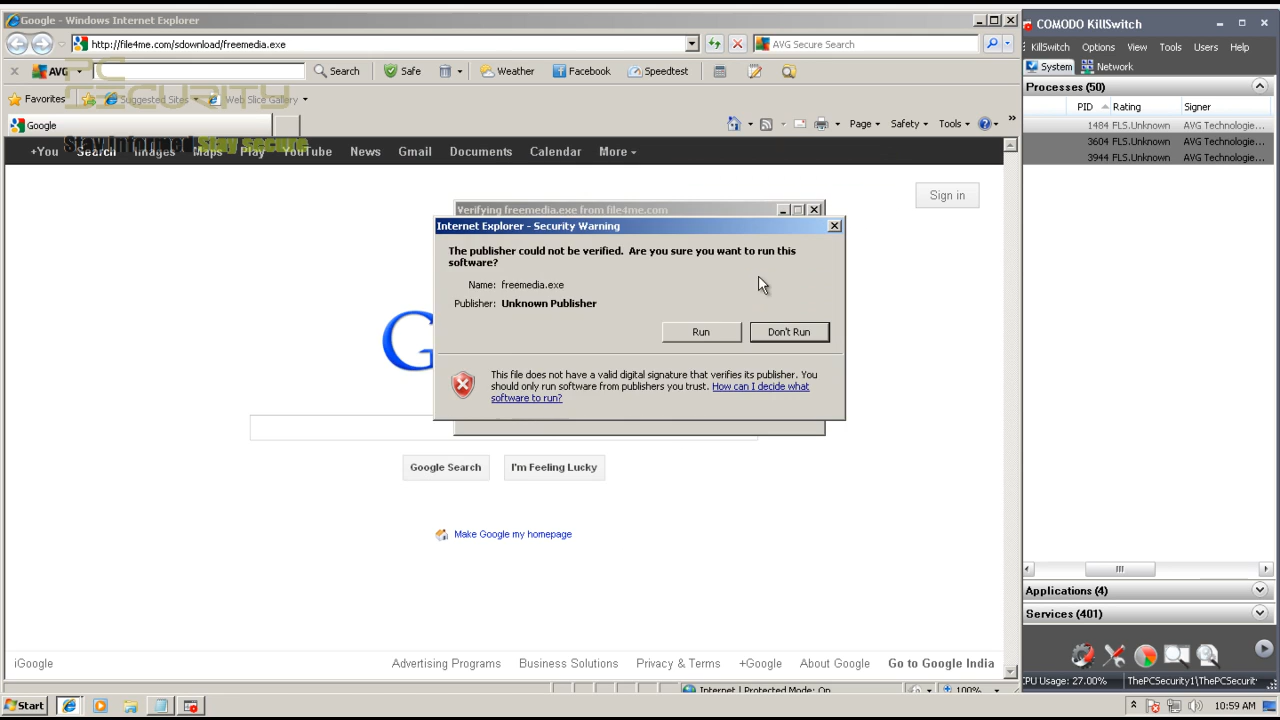 Google - Windows Internet Explorer
http://file4me.com/sdownload/freemedia.exe
AVG Secure Search
AVG
Search
Safe
Weather
Facebook
Speedtest
PC
SECURITY
Favorites
Suggested Sites
Web Slice Gallery
Google
Page
Safety
Tools
Stay informed Stay secure
+You Search Images Maps Play YouTube News Gmail Documents Calendar More
Sign in
Verifying freemedia.exe from file4me.com
Internet Explorer - Security Warning
The publisher could not be verified. Are you sure you want to run this
software?
Name: freemedia.exe
Publisher: Unknown Publisher
Run
Don't Run
This file does not have a valid digital signature that verifies its publisher. You
should only run software from publishers you trust. How can I decide what
software to run?
G
Google Search
I'm Feeling Lucky
Make Google my homepage
iGoogle
Advertising Programs Business Solutions Privacy & Terms +Google About Google Go to Google India
Internet | Protected Mode: On
100%
COMODO KillSwitch
KillSwitch Options View Tools Users Help
System Network
Processes (50)
PID Rating Signer
1484 FLS.Unknown AVG Technologie...
3604 FLS.Unknown AVG Technologie...
3944 FLS.Unknown AVG Technologie...
Applications (4)
Services (401)
CPU Usage: 27.00%
ThePCSecurity1\ThePCSecurit
Start
10:59 AM